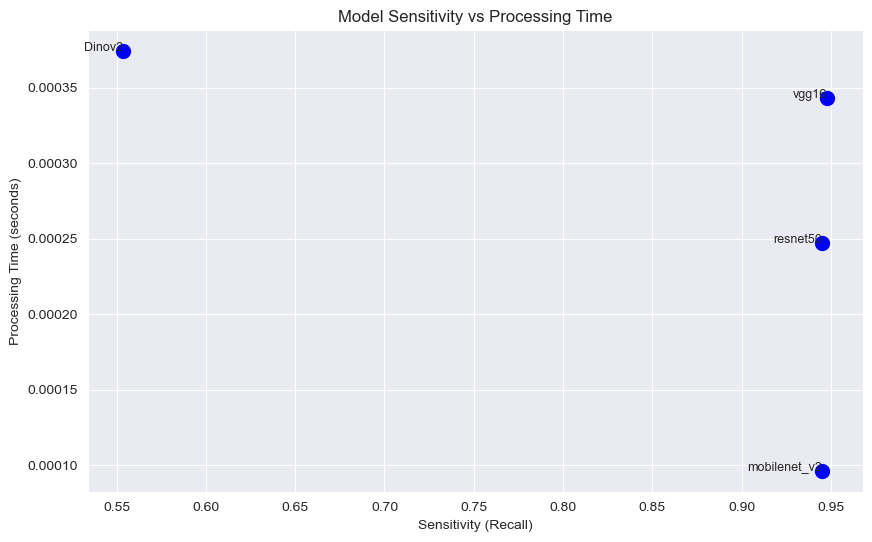 Model Sensitivity vs Processing Time
Dinov2
vgg16
resnet50
mobilenet_v2
Processing Time (seconds)
0.00035
0.00030
0.00025
0.00020
0.00015
0.00010
0.55 0.60 0.65 0.70 0.75 0.80 0.85 0.90 0.95
Sensitivity (Recall)